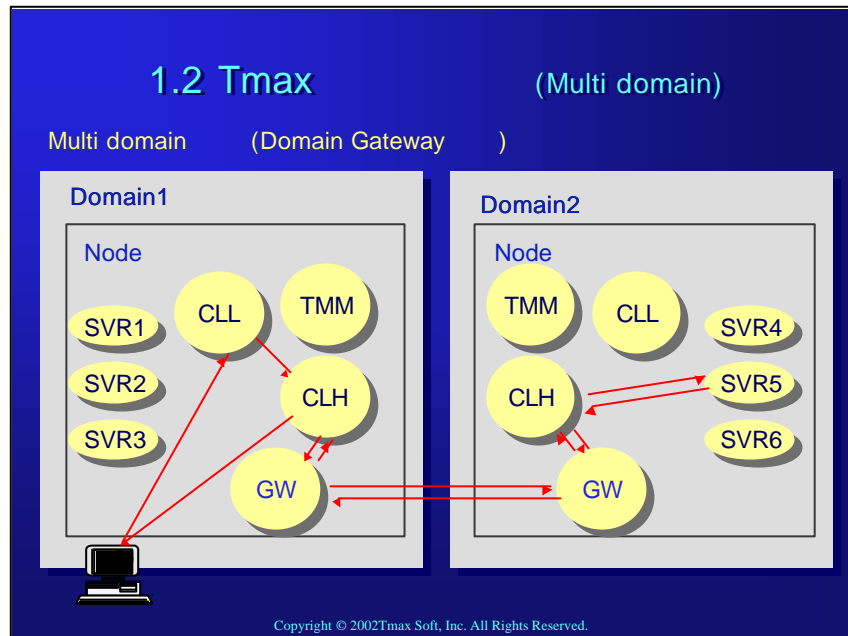 1.2 Tmax (Multi domain)
Multi domain (Domain Gateway )
Domain1
Node
CLL
TMM
SVR1
SVR2
CLH
SVR3
GW
Domain2
Node
TMM
CLL
SVR4
CLH
SVR5
SVR6
GW
Copyright © 2002Tmax Soft, Inc. All Rights Reserved.